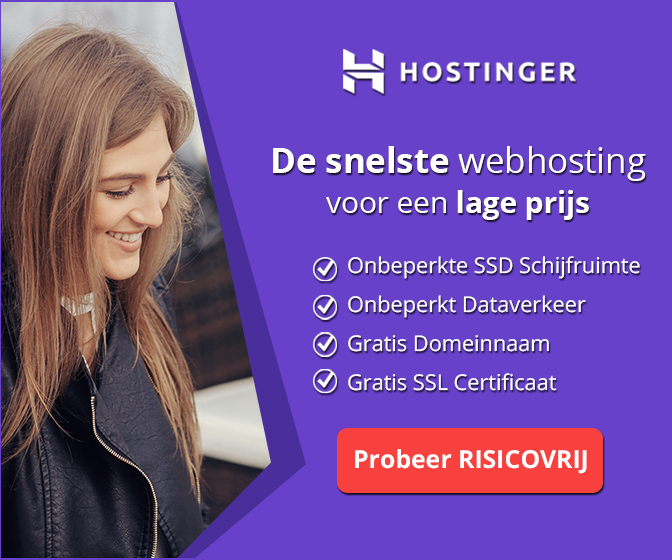 HOSTINGER
De snelste webhosting
voor een lage prijs
Onbeperkte SSD Schijfruimte
Onbeperkt Dataverkeer
Gratis Domeinnaam
Gratis SSL Certificaat
Probeer RISICOVRIJ